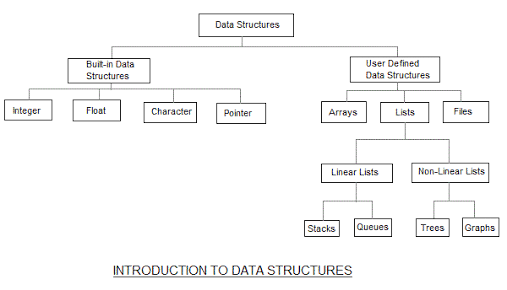 Data Structures
Built-in Data
Structures
User Defined
Data Structures
Integer
Float
Character
Pointer
Arrays
Lists
Files
Linear Lists
Non-Linear Lists
Stacks
Queues
Trees
Graphs
INTRODUCTION TO DATA STRUCTURES